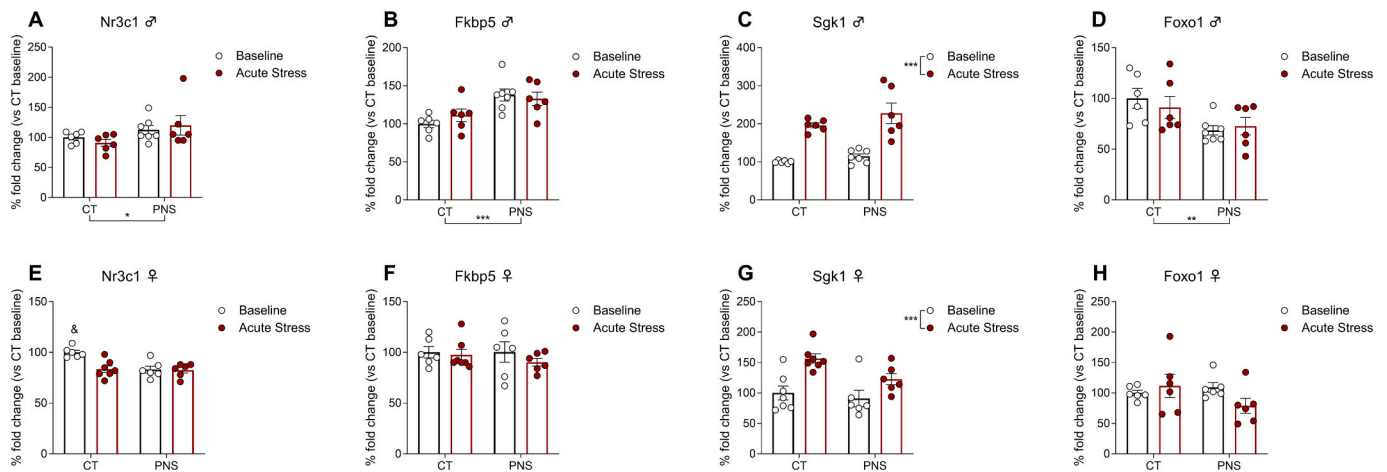 A
Nr3c1 ♂
% fold change (vs CT baseline)
250
200
150
100
50
0
CT
PNS
*
Baseline
Acute Stress
B
Fkbp5 ♂
% fold change (vs CT baseline)
200
150
100
50
0
CT
PNS
***
Baseline
Acute Stress
C
Sgk1 ♂
% fold change (vs CT baseline)
400
300
200
100
0
CT
PNS
***
Baseline
Acute Stress
D
Foxo1 ♂
% fold change (vs CT baseline)
150
100
50
0
CT
PNS
**
Baseline
Acute Stress
E
Nr3c1 ♀
% fold change (vs CT baseline)
150
100
50
0
&
CT
PNS
Baseline
Acute Stress
F
Fkbp5 ♀
% fold change (vs CT baseline)
150
100
50
0
CT
PNS
Baseline
Acute Stress
G
Sgk1 ♀
% fold change (vs CT baseline)
250
200
150
100
50
0
CT
PNS
***
Baseline
Acute Stress
H
Foxo1 ♀
% fold change (vs CT baseline)
250
200
150
100
50
0
CT
PNS
Baseline
Acute Stress